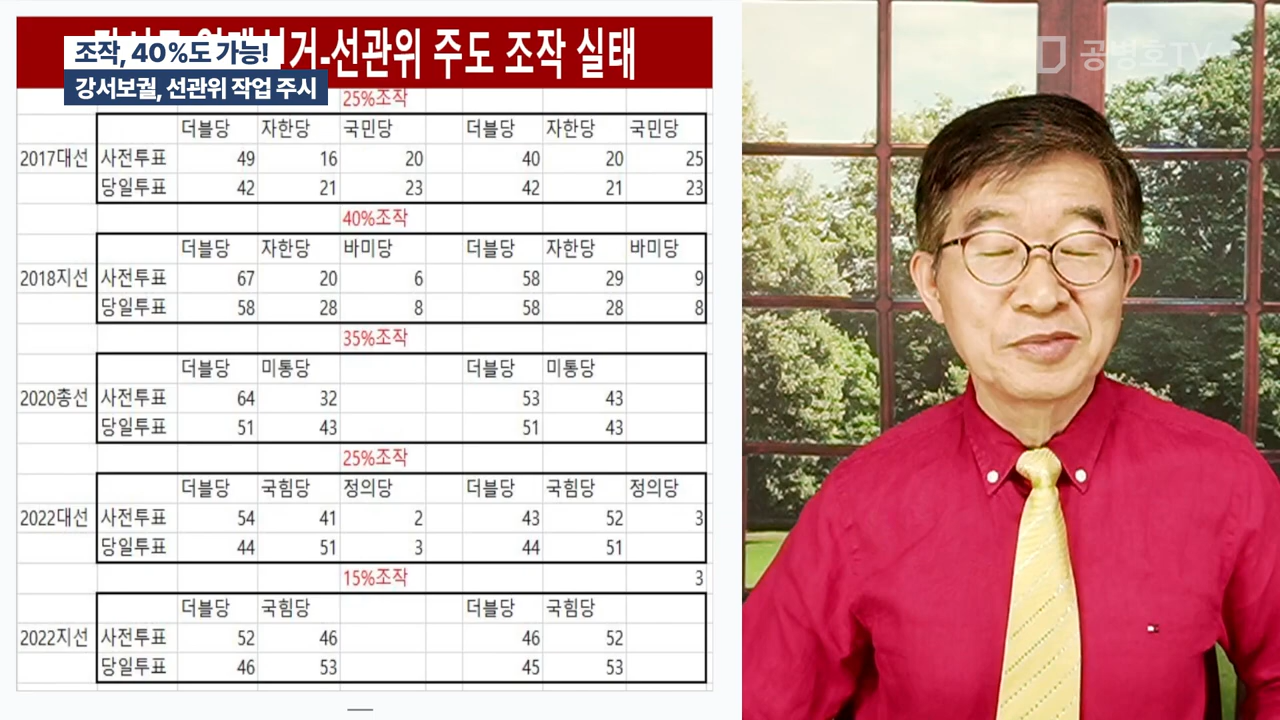 조작, 40%도 가능!
거-선관위 주도 조작 실태
강서보궐, 선관위 작업 주시
공병호TV
25%조작
더블당 자한당 국민당 더블당 자한당 국민당
2017대선 사전투표 49 16 20 40 20 25
당일투표 42 21 23 42 21 23
40%조작
더블당 자한당 바미당 더블당 자한당 바미당
2018지선 사전투표 67 20 6 58 29 9
당일투표 58 28 8 58 28 8
35%조작
더블당 미통당 더블당 미통당
2020총선 사전투표 64 32 53 43
당일투표 51 43 51 43
25%조작
더블당 국힘당 정의당 더블당 국힘당 정의당
2022대선 사전투표 54 41 2 43 52 3
당일투표 44 51 3 44 51
15%조작 3
더블당 국힘당 더블당 국힘당
2022지선 사전투표 52 46 46 52
당일투표 46 53 45 53